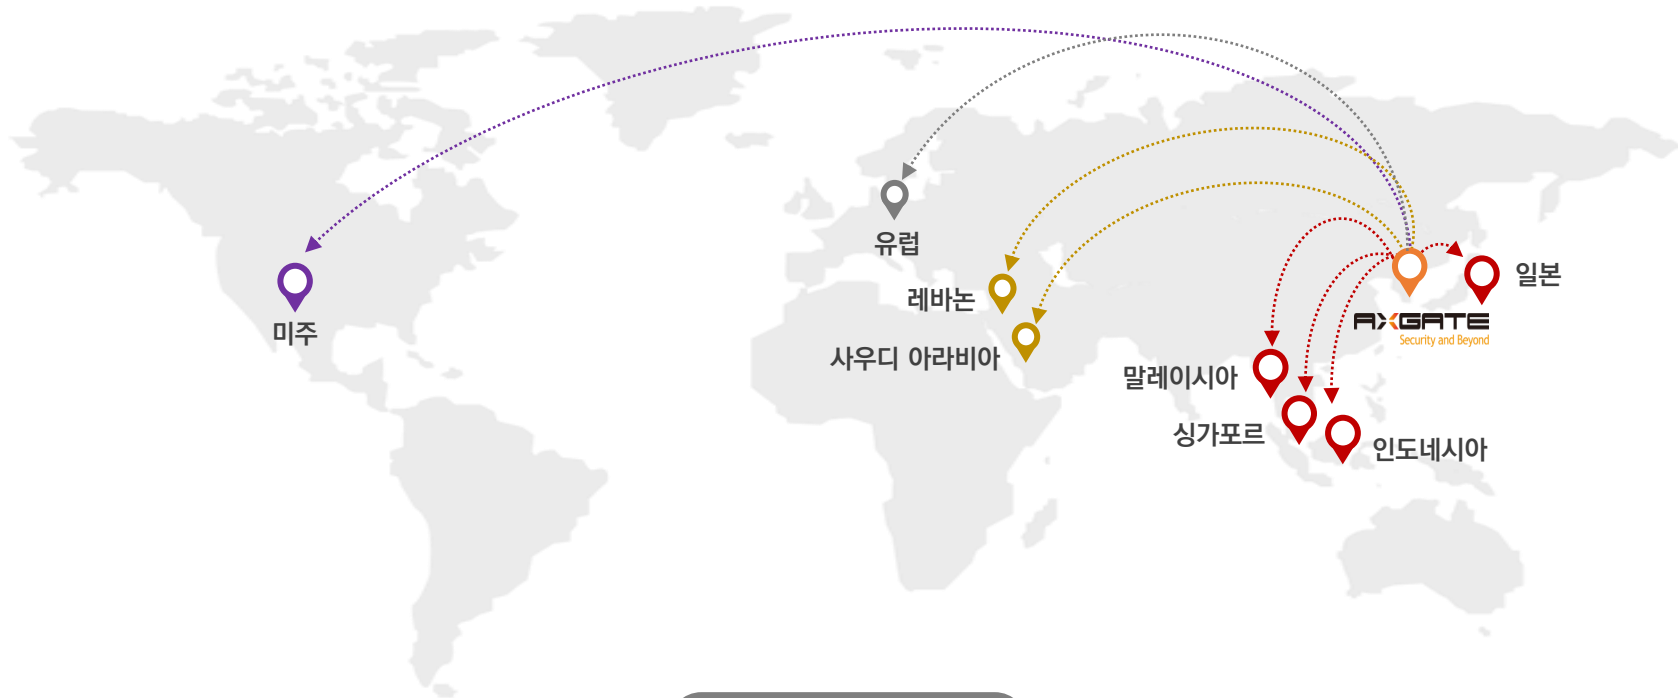 유럽
일본
레바논
미주
AXGATE
Security and Beyond
사우디 아라비아
말레이시아
싱가포르
인도네시아